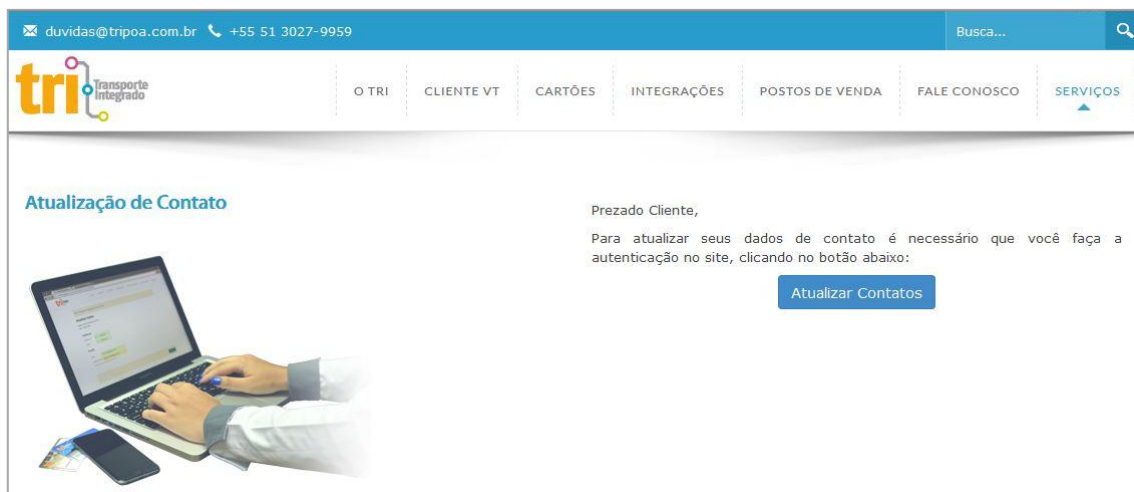 duvidas@tripoa.com.br +55 51 3027-9959
Busca...
tri Transporte
Integrado
O TRI CLIENTE VT CARTÕES INTEGRAÇÕES POSTOS DE VENDA FALE CONOSCO SERVIÇOS
Atualização de Contato
Prezado Cliente,
Para atualizar seus dados de contato é necessário que você faça a
autenticação no site, clicando no botão abaixo:
Atualizar Contatos